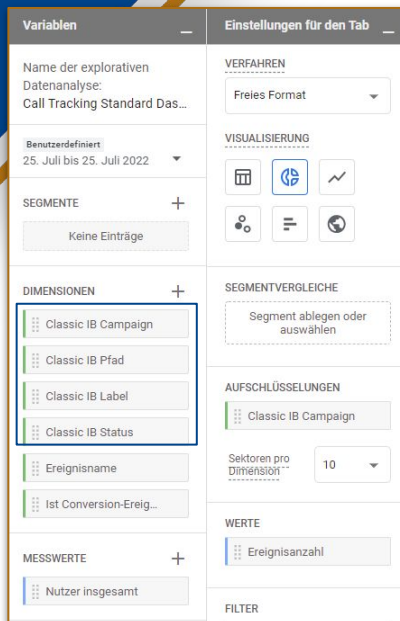 Variablen
Name der explorativen
Datenanalyse:
Call Tracking Standard Das...
Benutzerdefiniert
25. Juli bis 25. Juli 2022
SEGMENTE
Keine Einträge
DIMENSIONEN
Classic IB Campaign
Classic IB Pfad
Classic IB Label
Classic IB Status
Ereignisname
Ist Conversion-Ereig...
MESSWERTE
Nutzer insgesamt
Einstellungen für den Tab
VERFAHREN
Freies Format
VISUALISIERUNG
SEGMENTVERGLEICHE
Segment ablegen oder
auswählen
AUFSCHLÜSSELUNGEN
Classic IB Campaign
Sektoren pro
Dimension
10
WERTE
Ereignisanzahl
FILTER